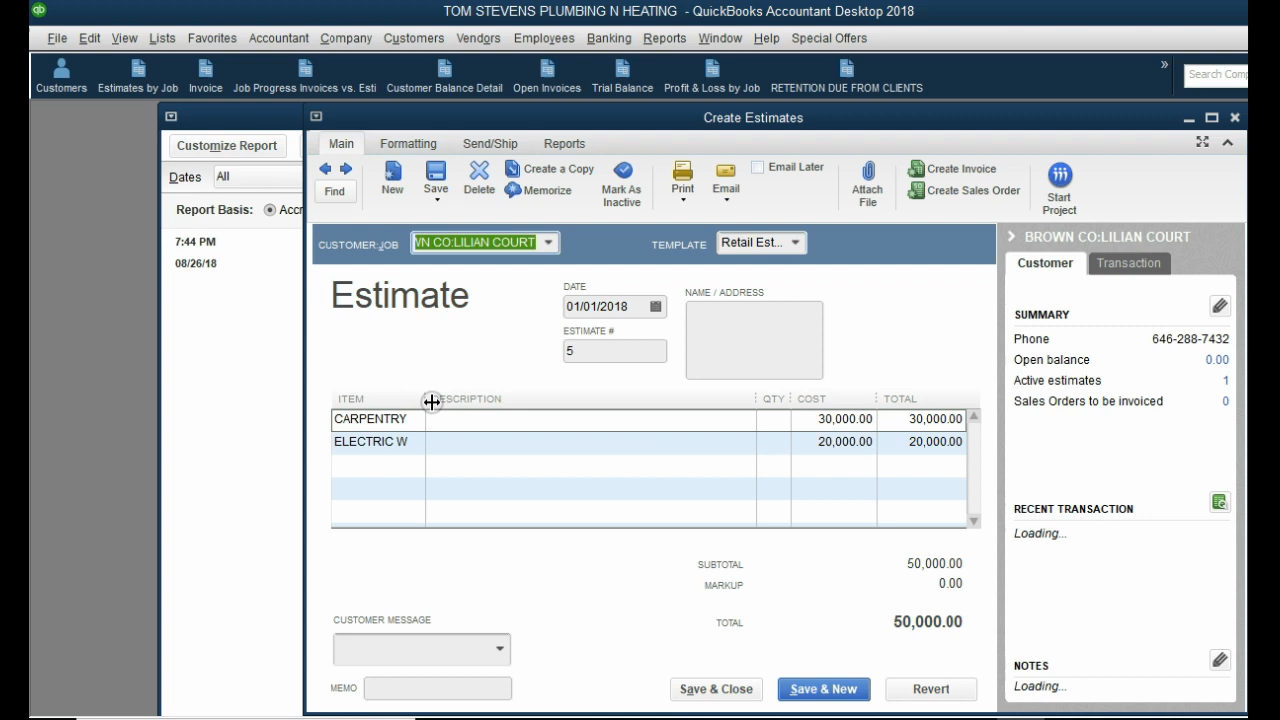 qb
TOM STEVENS PLUMBING N HEATING - QuickBooks Accountant Desktop 2018
File Edit View Lists Favorites Accountant Company Customers Vendors Employees Banking Reports Window Help Special Offers
Customers Estimates by Job Invoice Job Progress Invoices vs. Esti Customer Balance Detail Open Invoices Trial Balance Profit & Loss by Job RETENTION DUE FROM CLIENTS » Search Comp
Create Estimates
Customize Report
Dates All
Report Basis: Accr
7:44 PM
08/26/18
Main Formatting Send/Ship Reports
Find New Save Delete Create a Copy
Memorize
Mark As
Inactive
Print Email Email Later
Attach
File
Create Invoice
Create Sales Order
Start
Project
CUSTOMER:JOB WN CO:LILIAN COURT TEMPLATE Retail Est...
Estimate
DATE
01/01/2018
ESTIMATE #
5
NAME / ADDRESS
ITEM DESCRIPTION QTY COST TOTAL
CARPENTRY 30,000.00 30,000.00
ELECTRIC W 20,000.00 20,000.00
SUBTOTAL 50,000.00
MARKUP 0.00
TOTAL 50,000.00
CUSTOMER MESSAGE
MEMO
Save & Close Save & New Revert
BROWN CO:LILIAN COURT
Customer Transaction
SUMMARY
Phone 646-288-7432
Open balance 0.00
Active estimates 1
Sales Orders to be invoiced 0
RECENT TRANSACTION
Loading...
NOTES
Loading...